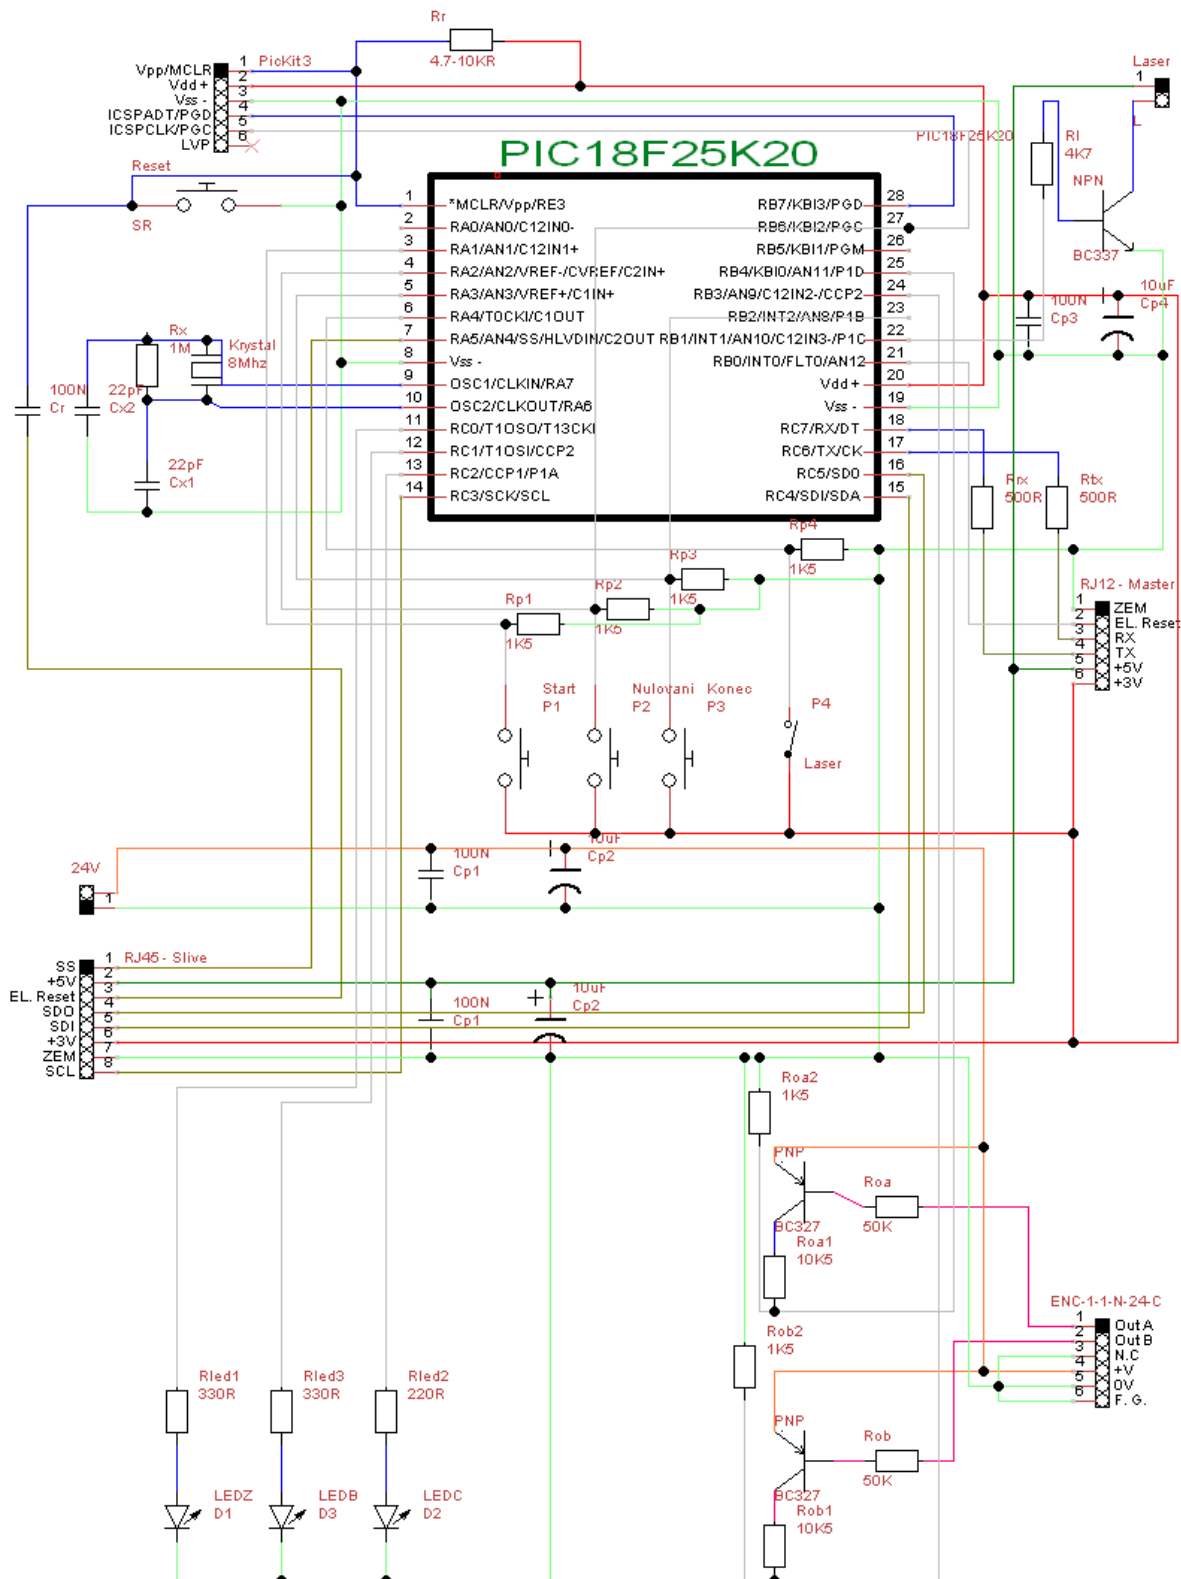 Rr
4.7-10KR
PicKit3
1
Vpp/MCLR
2
Vdd +
3
Vss -
4
ICSPADT/PGD
5
ICSPCLK/PGC
6
LVP
Laser
1
L
PIC18F25K20
PIC18F25K20
Rl
4K7
NPN
BC337
Reset
SR
1 *MCLR/Vpp/RE3
2 RA0/AN0/C12IN0-
3 RA1/AN1/C12IN1+
4 RA2/AN2/VREF-/CVREF/C2IN+
5 RA3/AN3/VREF+/C1IN+
6 RA4/T0CKI/C1OUT
7 RA5/AN4/SS/HLVDIN/C2OUT
8 Vss -
9 OSC1/CLKIN/RA7
10 OSC2/CLKOUT/RA6
11 RC0/T1OSO/T13CKI
12 RC1/T1OSI/CCP2
13 RC2/CCP1/P1A
14 RC3/SCK/SCL
RB7/KBI3/PGD 28
RB6/KBI2/PGC 27
RB5/KBI1/PGM 26
RB4/KBI0/AN11/P1D 25
RB3/AN9/C12IN2-/CCP2 24
RB2/INT2/AN8/P1B 23
RB1/INT1/AN10/C12IN3-/P1C 22
RB0/INT0/FLT0/AN12 21
Vdd + 20
Vss - 19
RC7/RX/DT 18
RC6/TX/CK 17
RC5/SDO 16
RC4/SDI/SDA 15
100N
Cp3
10uF
Cp4
Rx
1M
Krystal
8Mhz
100N
Cr
22pF
Cx2
22pF
Cx1
Rrx
500R
Rtx
500R
Rp4
1K5
Rp3
1K5
Rp2
1K5
Rp1
1K5
RJ12 - Master
1 ZEM
2 EL. Reset
3 RX
4 TX
5 +5V
6 +3V
Start
P1
Nulovani
P2
Konec
P3
P4
Laser
24V
1
100N
Cp1
10uF
Cp2
RJ45 - Slive
SS 1
+5V 2
EL. Reset 3
SDO 4
SDI 5
+3V 6
ZEM 7
SCL 8
100N
Cp1
+
10uF
Cp2
Roa2
1K5
PNP
BC327
Roa
50K
Roa1
10K5
ENC-1-1-N-24-C
1 OutA
2 OutB
3 N.C
4 +V
5 0V
6 F. G.
Rob2
1K5
PNP
BC327
Rob
50K
Rob1
10K5
Rled1
330R
Rled3
330R
Rled2
220R
LEDZ
D1
LEDB
D3
LEDC
D2